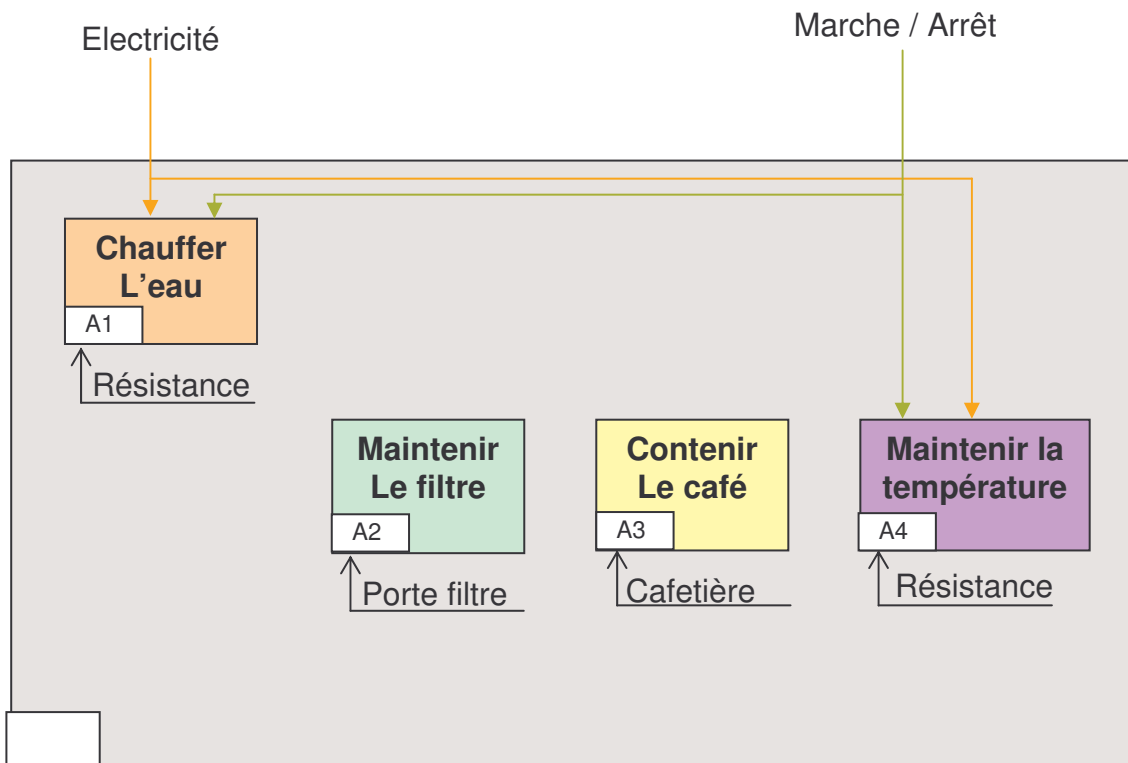 Electricité
Marche / Arrêt
Chauffer
L’eau
A1
Résistance
Maintenir
Le filtre
A2
Porte filtre
Contenir
Le café
A3
Cafetière
Maintenir la
température
A4
Résistance